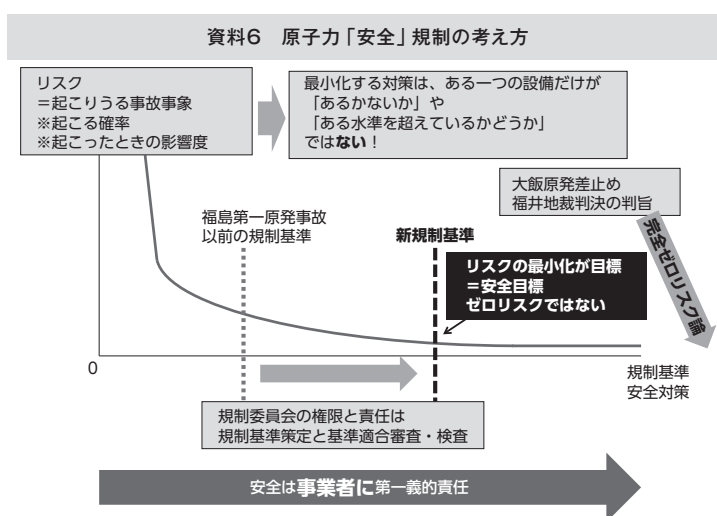 資料6　原子力「安全」規制の考え方
リスク
＝起こりうる事故事象
※起こる確率
※起こったときの影響度
最小化する対策は、ある一つの設備だけが
「あるかないか」や
「ある水準を超えているかどうか」
ではない！
大飯原発差止め
福井地裁判決の判旨
完全ゼロリスク論
福島第一原発事故
以前の規制基準
新規制基準
リスクの最小化が目標
＝安全目標
ゼロリスクではない
0
規制基準
安全対策
規制委員会の権限と責任は
規制基準策定と基準適合審査・検査
安全は事業者に第一義的責任